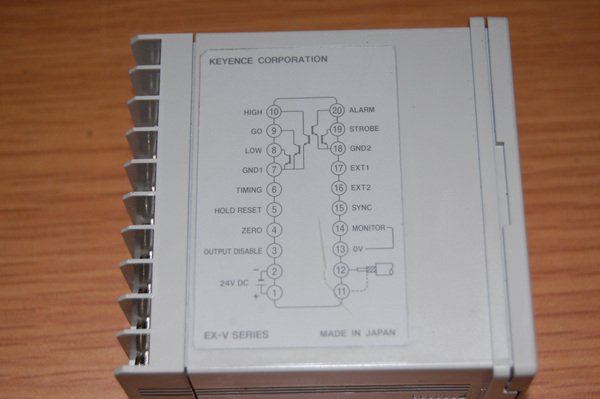 KEYENCE CORPORATION
HIGH 10 20 ALARM
GO 9 19 STROBE
LOW 8 18 GND2
GND1 7 17 EXT1
TIMING 6 16 EXT2
HOLD RESET 5 15 SYNC
ZERO 4 14 MONITOR
OUTPUT DISABLE 3 13 0V
24V DC − 2 12
+ 1 11
EX-V SERIES MADE IN JAPAN